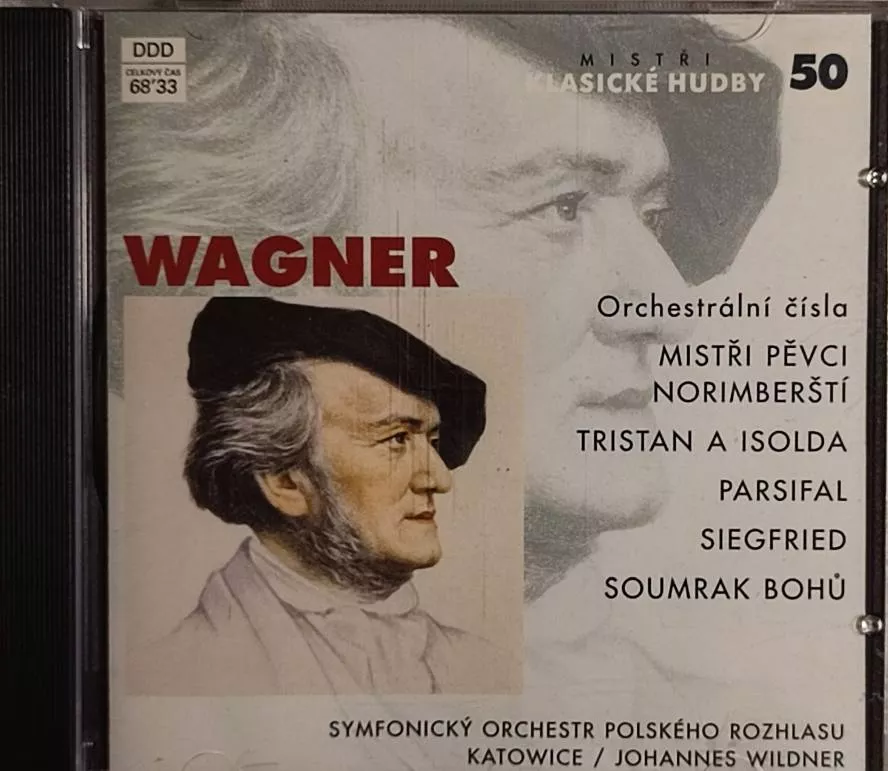 DDD
CELKOVÝ ČAS
68'33
MISTŘI
KLASICKÉ HUDBY 50
WAGNER
Orchestrální čísla
MISTŘI PĚVCI
NORIMBERŠTÍ
TRISTAN A ISOLDA
PARSIFAL
SIEGFRIED
SOUMRAK BOHŮ
SYMFONICKÝ ORCHESTR POLSKÉHO ROZHLASU
KATOWICE / JOHANNES WILDNER